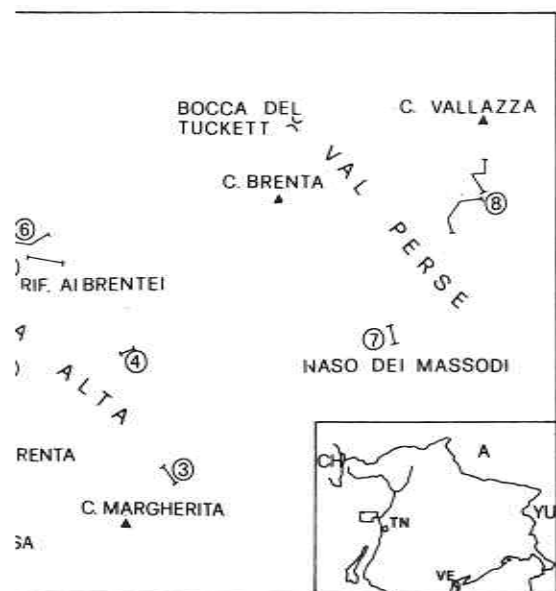 BOCCA DEL
TUCKETT
C. VALLAZZA
VAL PERSE
C. BRENTA
8
6
RIF. AI BRENTEI
7
NASO DEI MASSODI
4
ALTA
RENTA
3
C. MARGHERITA
SA
CH
A
YU
TN
VE